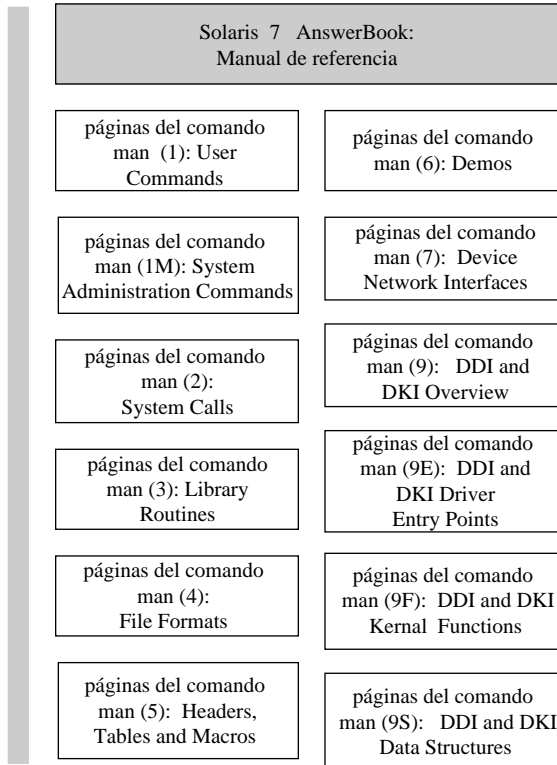 Solaris 7 AnswerBook:
Manual de referencia
páginas del comando
man (1): User
Commands
páginas del comando
man (1M): System
Administration Commands
páginas del comando
man (2):
System Calls
páginas del comando
man (3): Library
Routines
páginas del comando
man (4):
File Formats
páginas del comando
man (5): Headers,
Tables and Macros
páginas del comando
man (6): Demos
páginas del comando
man (7): Device
Network Interfaces
páginas del comando
man (9): DDI and
DKI Overview
páginas del comando
man (9E): DDI and
DKI Driver
Entry Points
páginas del comando
man (9F): DDI and DKI
Kernal Functions
páginas del comando
man (9S): DDI and DKI
Data Structures